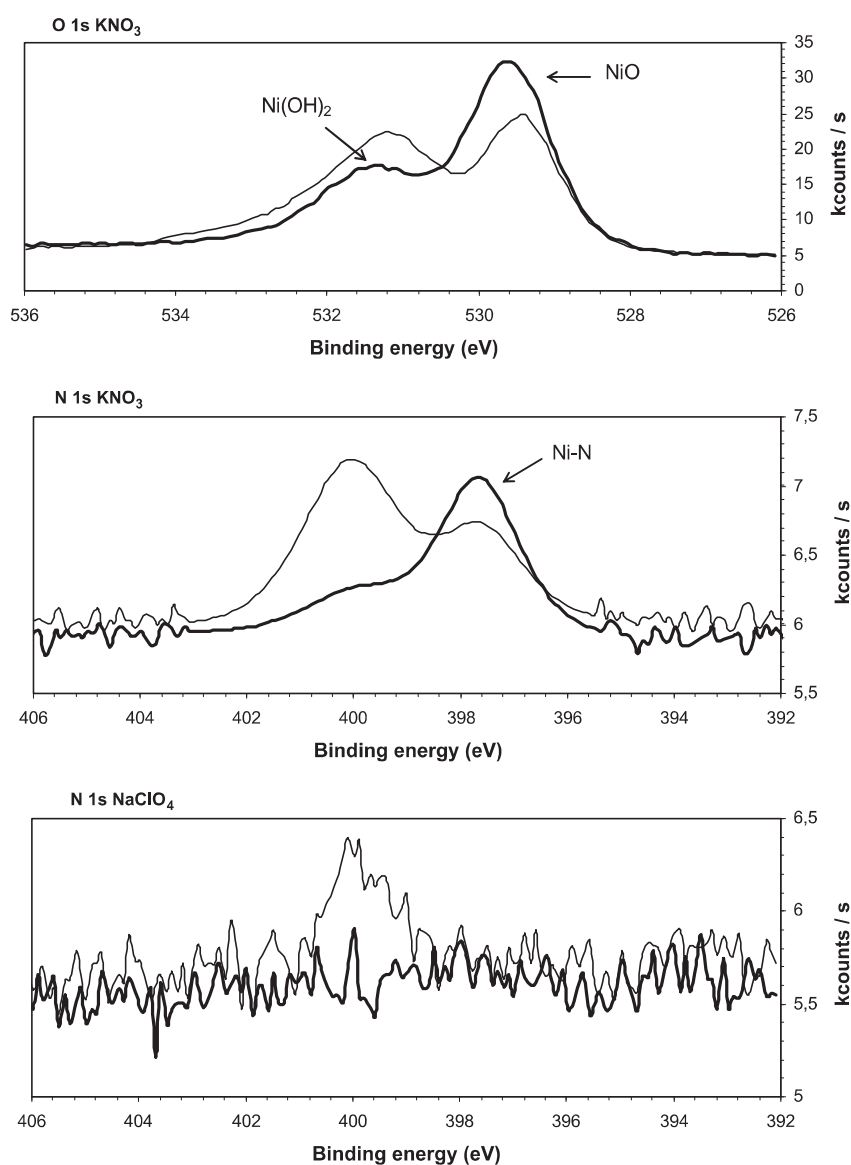 O 1s KNO₃
35
NiO
30
Ni(OH)₂
25
20
15
10
5
0
kcounts / s
536 534 532 530 528 526
Binding energy (eV)
N 1s KNO₃
7,5
Ni-N
7
6,5
6
5,5
kcounts / s
406 404 402 400 398 396 394 392
Binding energy (eV)
N 1s NaClO₄
6,5
6
5,5
5
kcounts / s
406 404 402 400 398 396 394 392
Binding energy (eV)